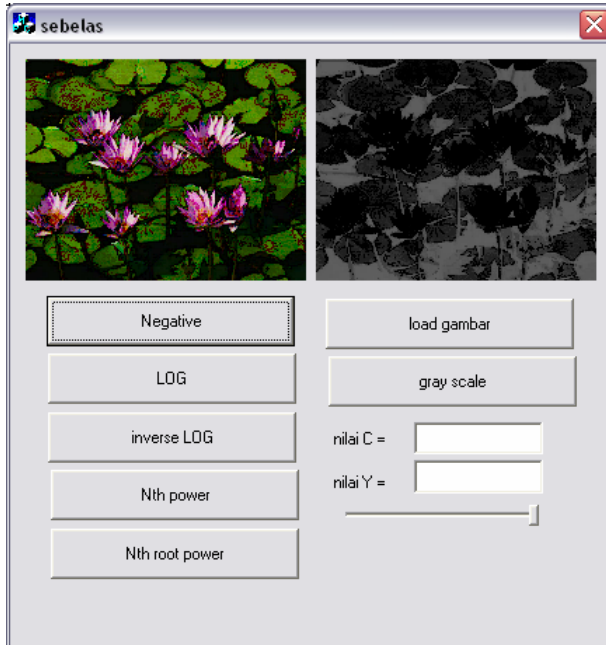 sebelas
Negative
load gambar
LOG
gray scale
inverse LOG
nilai C =
Nth power
nilai Y =
Nth root power